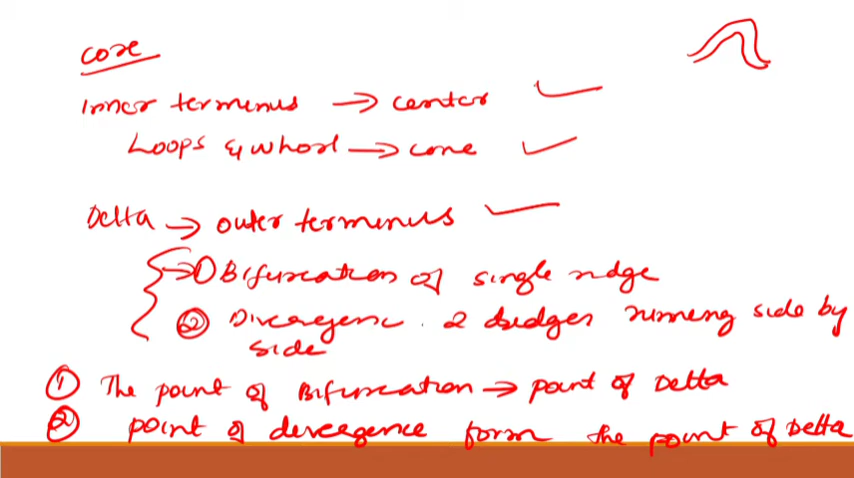 core
Inner terminus → center
Loops & whorl → core
Delta → outer terminus
→ ① Bifurcation of single ridge
② Divergenc. 2 ridges running side by
side
① The point of Bifurcation → point of Delta
② point of divergence form the point of Delta